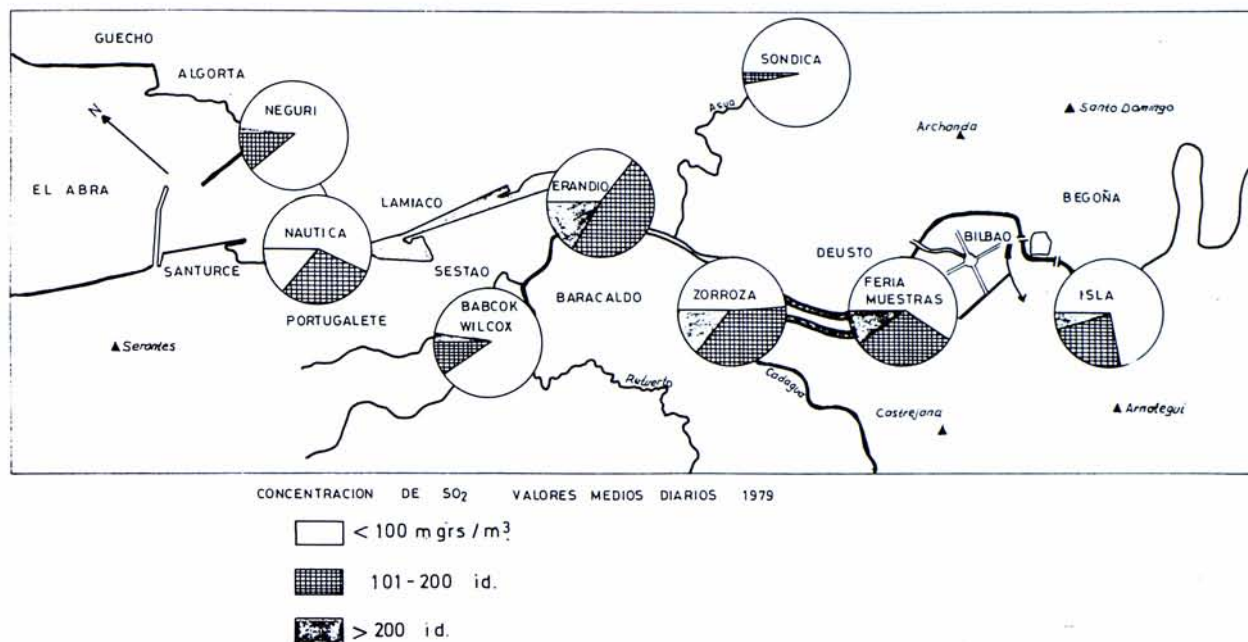 GUECHO
ALGORTA
NEGURI
SONDICA
Asua
Santo Domingo
Archanda
N
EL ABRA
LAMIACO
ERANDIO
BEGOÑA
NAUTICA
SANTURCE
SESTAO
DEUSTO
BILBAO
BARACALDO
ZORROZA
FERIA
MUESTRAS
ISLA
PORTUGALETE
BABCOK
WILCOX
Serantes
Retuerto
Cadagua
Castrejana
Arnotegui
CONCENTRACION DE SO₂ VALORES MEDIOS DIARIOS 1979
< 100 mgrs/m³
101-200 id.
> 200 id.